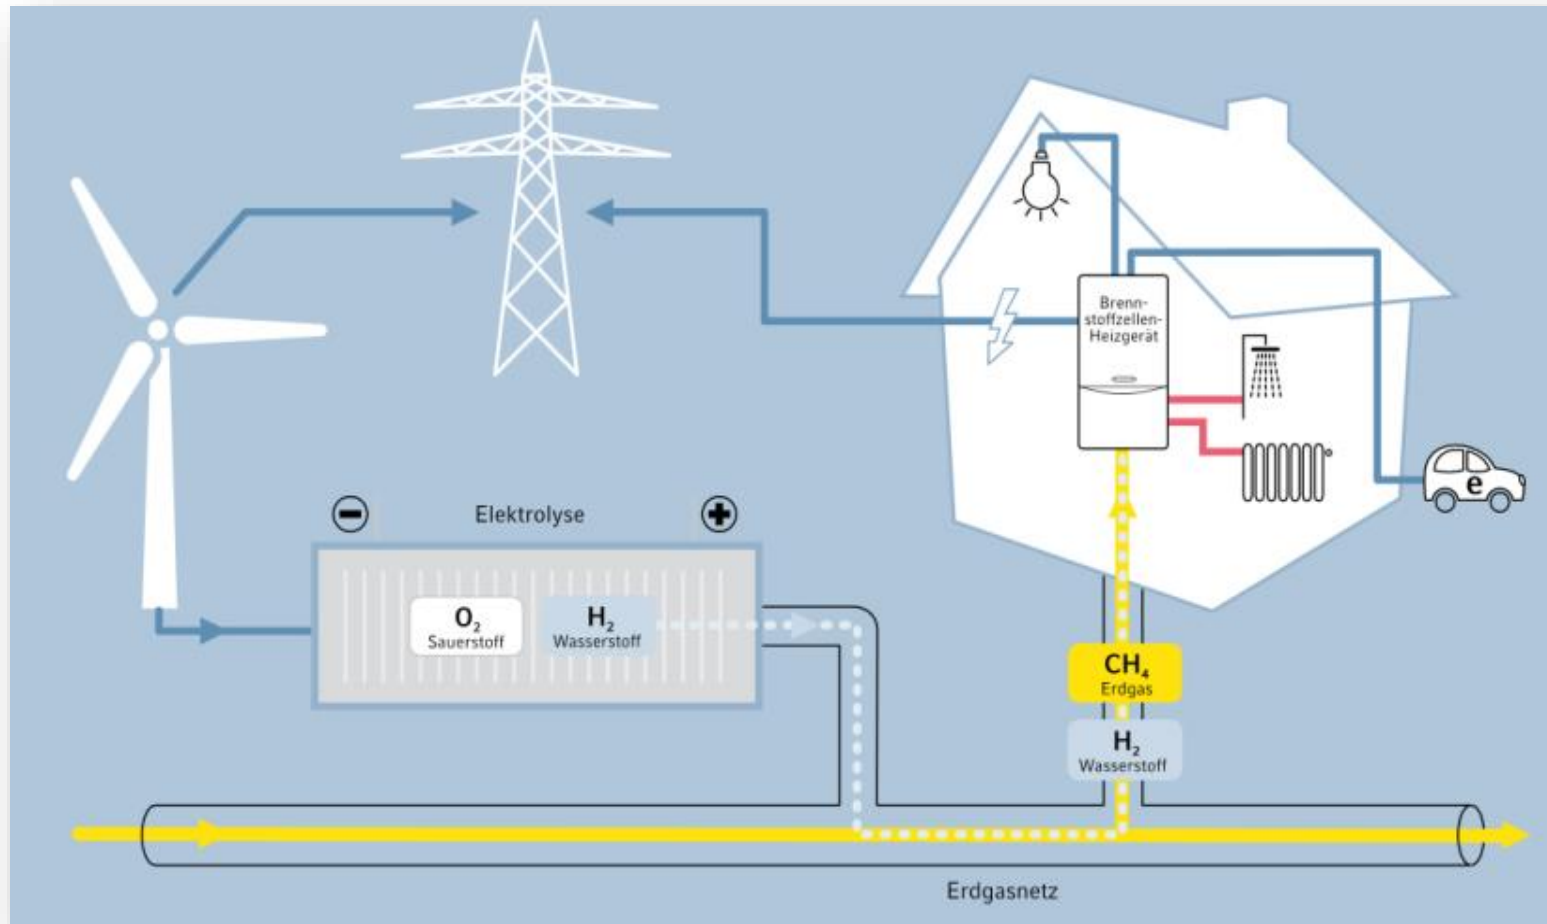 Brenn-
stoffzellen-
Heizgerät
e
Elektrolyse
O₂
Sauerstoff
H₂
Wasserstoff
CH₄
Erdgas
H₂
Wasserstoff
Erdgasnetz